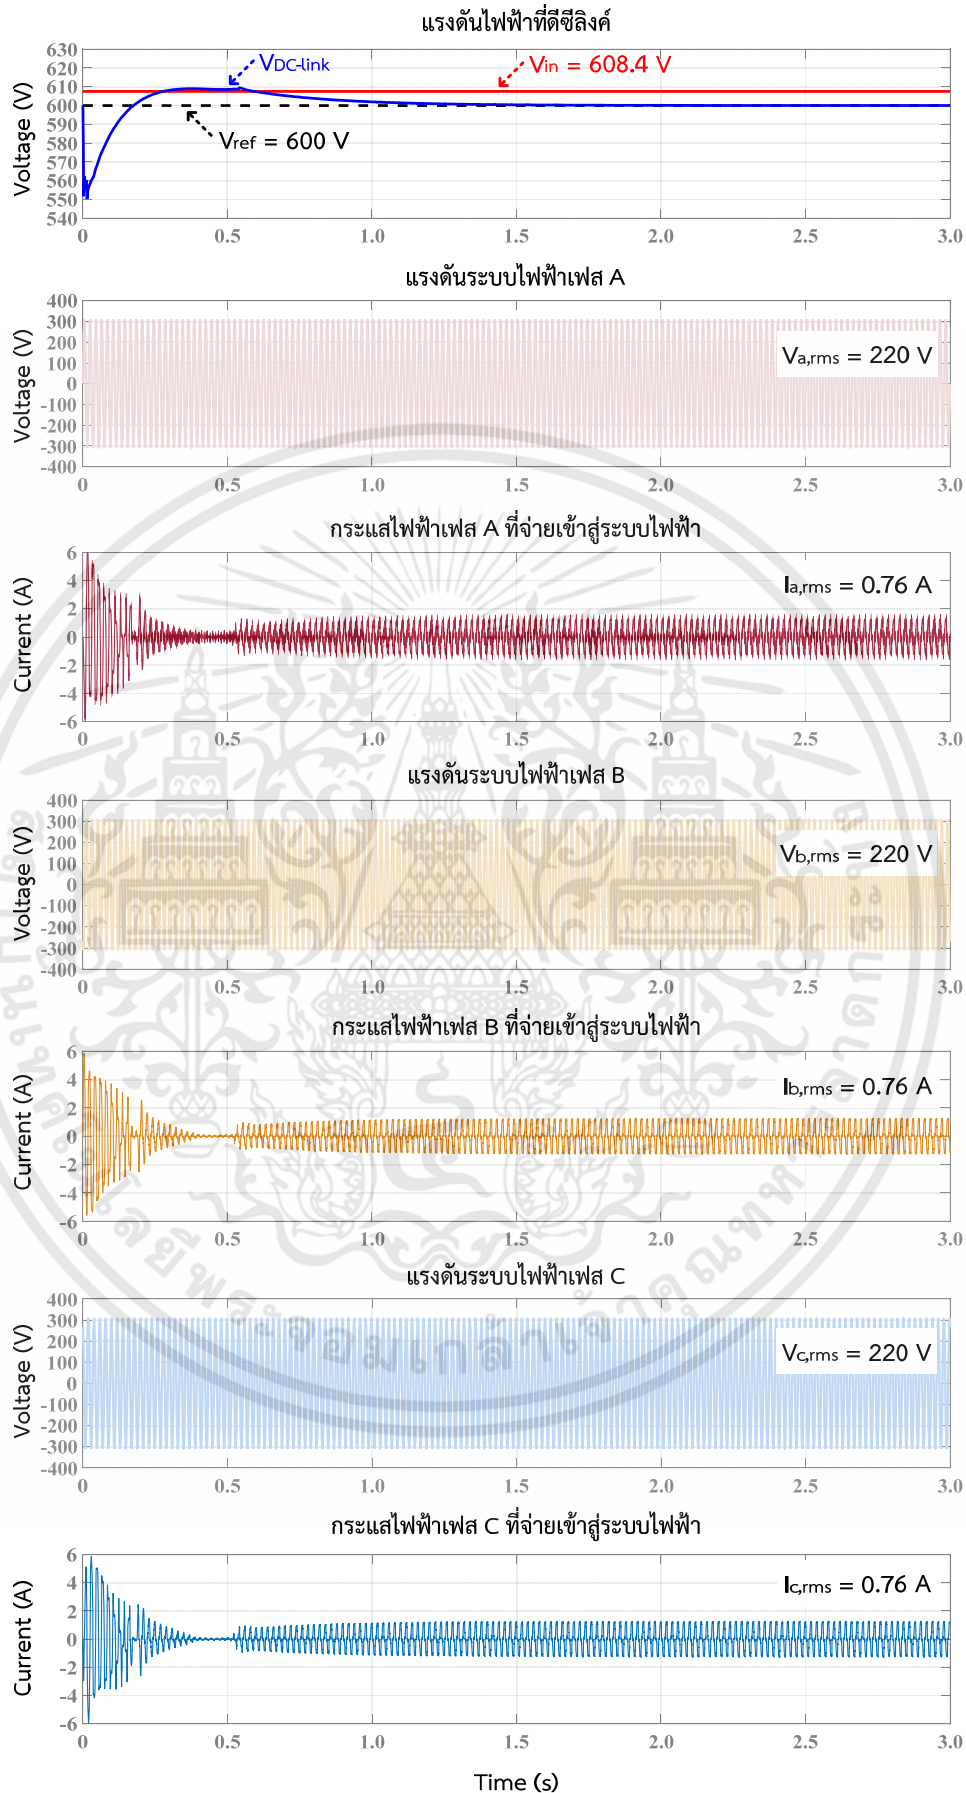 แรงดันไฟฟ้าที่ดีซีลิงค์
630
620
610
600
590
580
570
560
550
540
Voltage (V)
VDC-link
Vin = 608.4 V
Vref = 600 V
0 0.5 1.0 1.5 2.0 2.5 3.0
แรงดันระบบไฟฟ้าเฟส A
400
300
200
100
0
-100
-200
-300
-400
Voltage (V)
Va,rms = 220 V
0 0.5 1.0 1.5 2.0 2.5 3.0
กระแสไฟฟ้าเฟส A ที่จ่ายเข้าสู่ระบบไฟฟ้า
6
4
2
0
-2
-4
-6
Current (A)
Ia,rms = 0.76 A
0 0.5 1.0 1.5 2.0 2.5 3.0
แรงดันระบบไฟฟ้าเฟส B
400
300
200
100
0
-100
-200
-300
-400
Voltage (V)
Vb,rms = 220 V
0 0.5 1.0 1.5 2.0 2.5 3.0
กระแสไฟฟ้าเฟส B ที่จ่ายเข้าสู่ระบบไฟฟ้า
6
4
2
0
-2
-4
-6
Current (A)
Ib,rms = 0.76 A
0 0.5 1.0 1.5 2.0 2.5 3.0
แรงดันระบบไฟฟ้าเฟส C
400
300
200
100
0
-100
-200
-300
-400
Voltage (V)
Vc,rms = 220 V
0 0.5 1.0 1.5 2.0 2.5 3.0
กระแสไฟฟ้าเฟส C ที่จ่ายเข้าสู่ระบบไฟฟ้า
6
4
2
0
-2
-4
-6
Current (A)
Ic,rms = 0.76 A
0 0.5 1.0 1.5 2.0 2.5 3.0
Time (s)